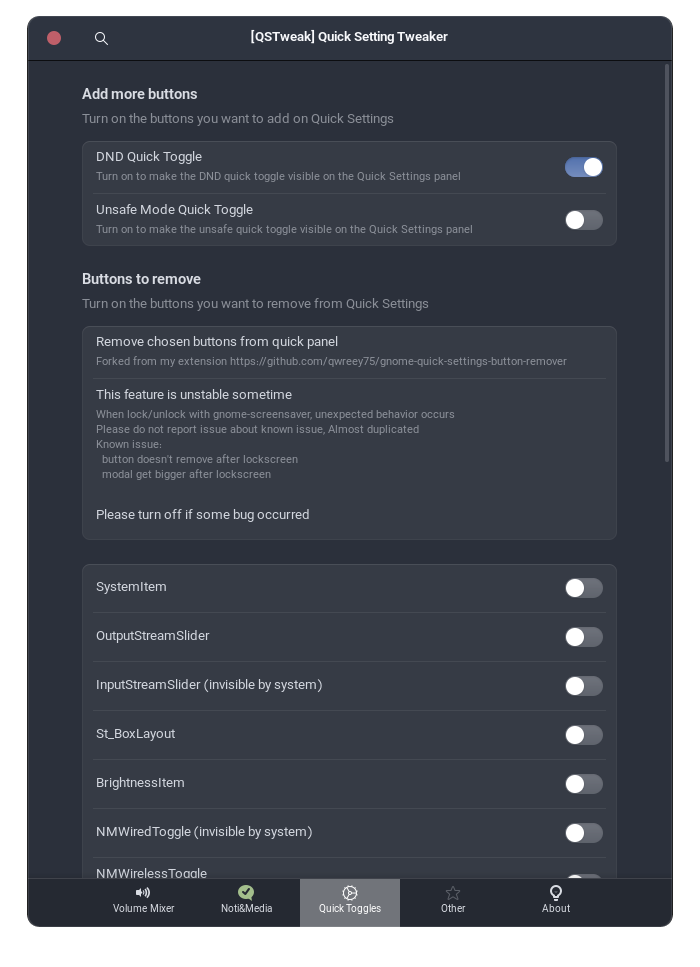 [QSTweak] Quick Setting Tweaker
Add more buttons
Turn on the buttons you want to add on Quick Settings
DND Quick Toggle
Turn on to make the DND quick toggle visible on the Quick Settings panel
Unsafe Mode Quick Toggle
Turn on to make the unsafe quick toggle visible on the Quick Settings panel
Buttons to remove
Turn on the buttons you want to remove from Quick Settings
Remove chosen buttons from quick panel
Forked from my extension https://github.com/qwreey75/gnome-quick-settings-button-remover
This feature is unstable sometime
When lock/unlock with gnome-screensaver, unexpected behavior occurs
Please do not report issue about known issue, Almost duplicated
Known issue:
button doesn't remove after lockscreen
modal get bigger after lockscreen
Please turn off if some bug occurred
SystemItem
OutputStreamSlider
InputStreamSlider (invisible by system)
St_BoxLayout
BrightnessItem
NMWiredToggle (invisible by system)
NMWirelessToggle
Volume Mixer
Noti&Media
Quick Toggles
Other
About